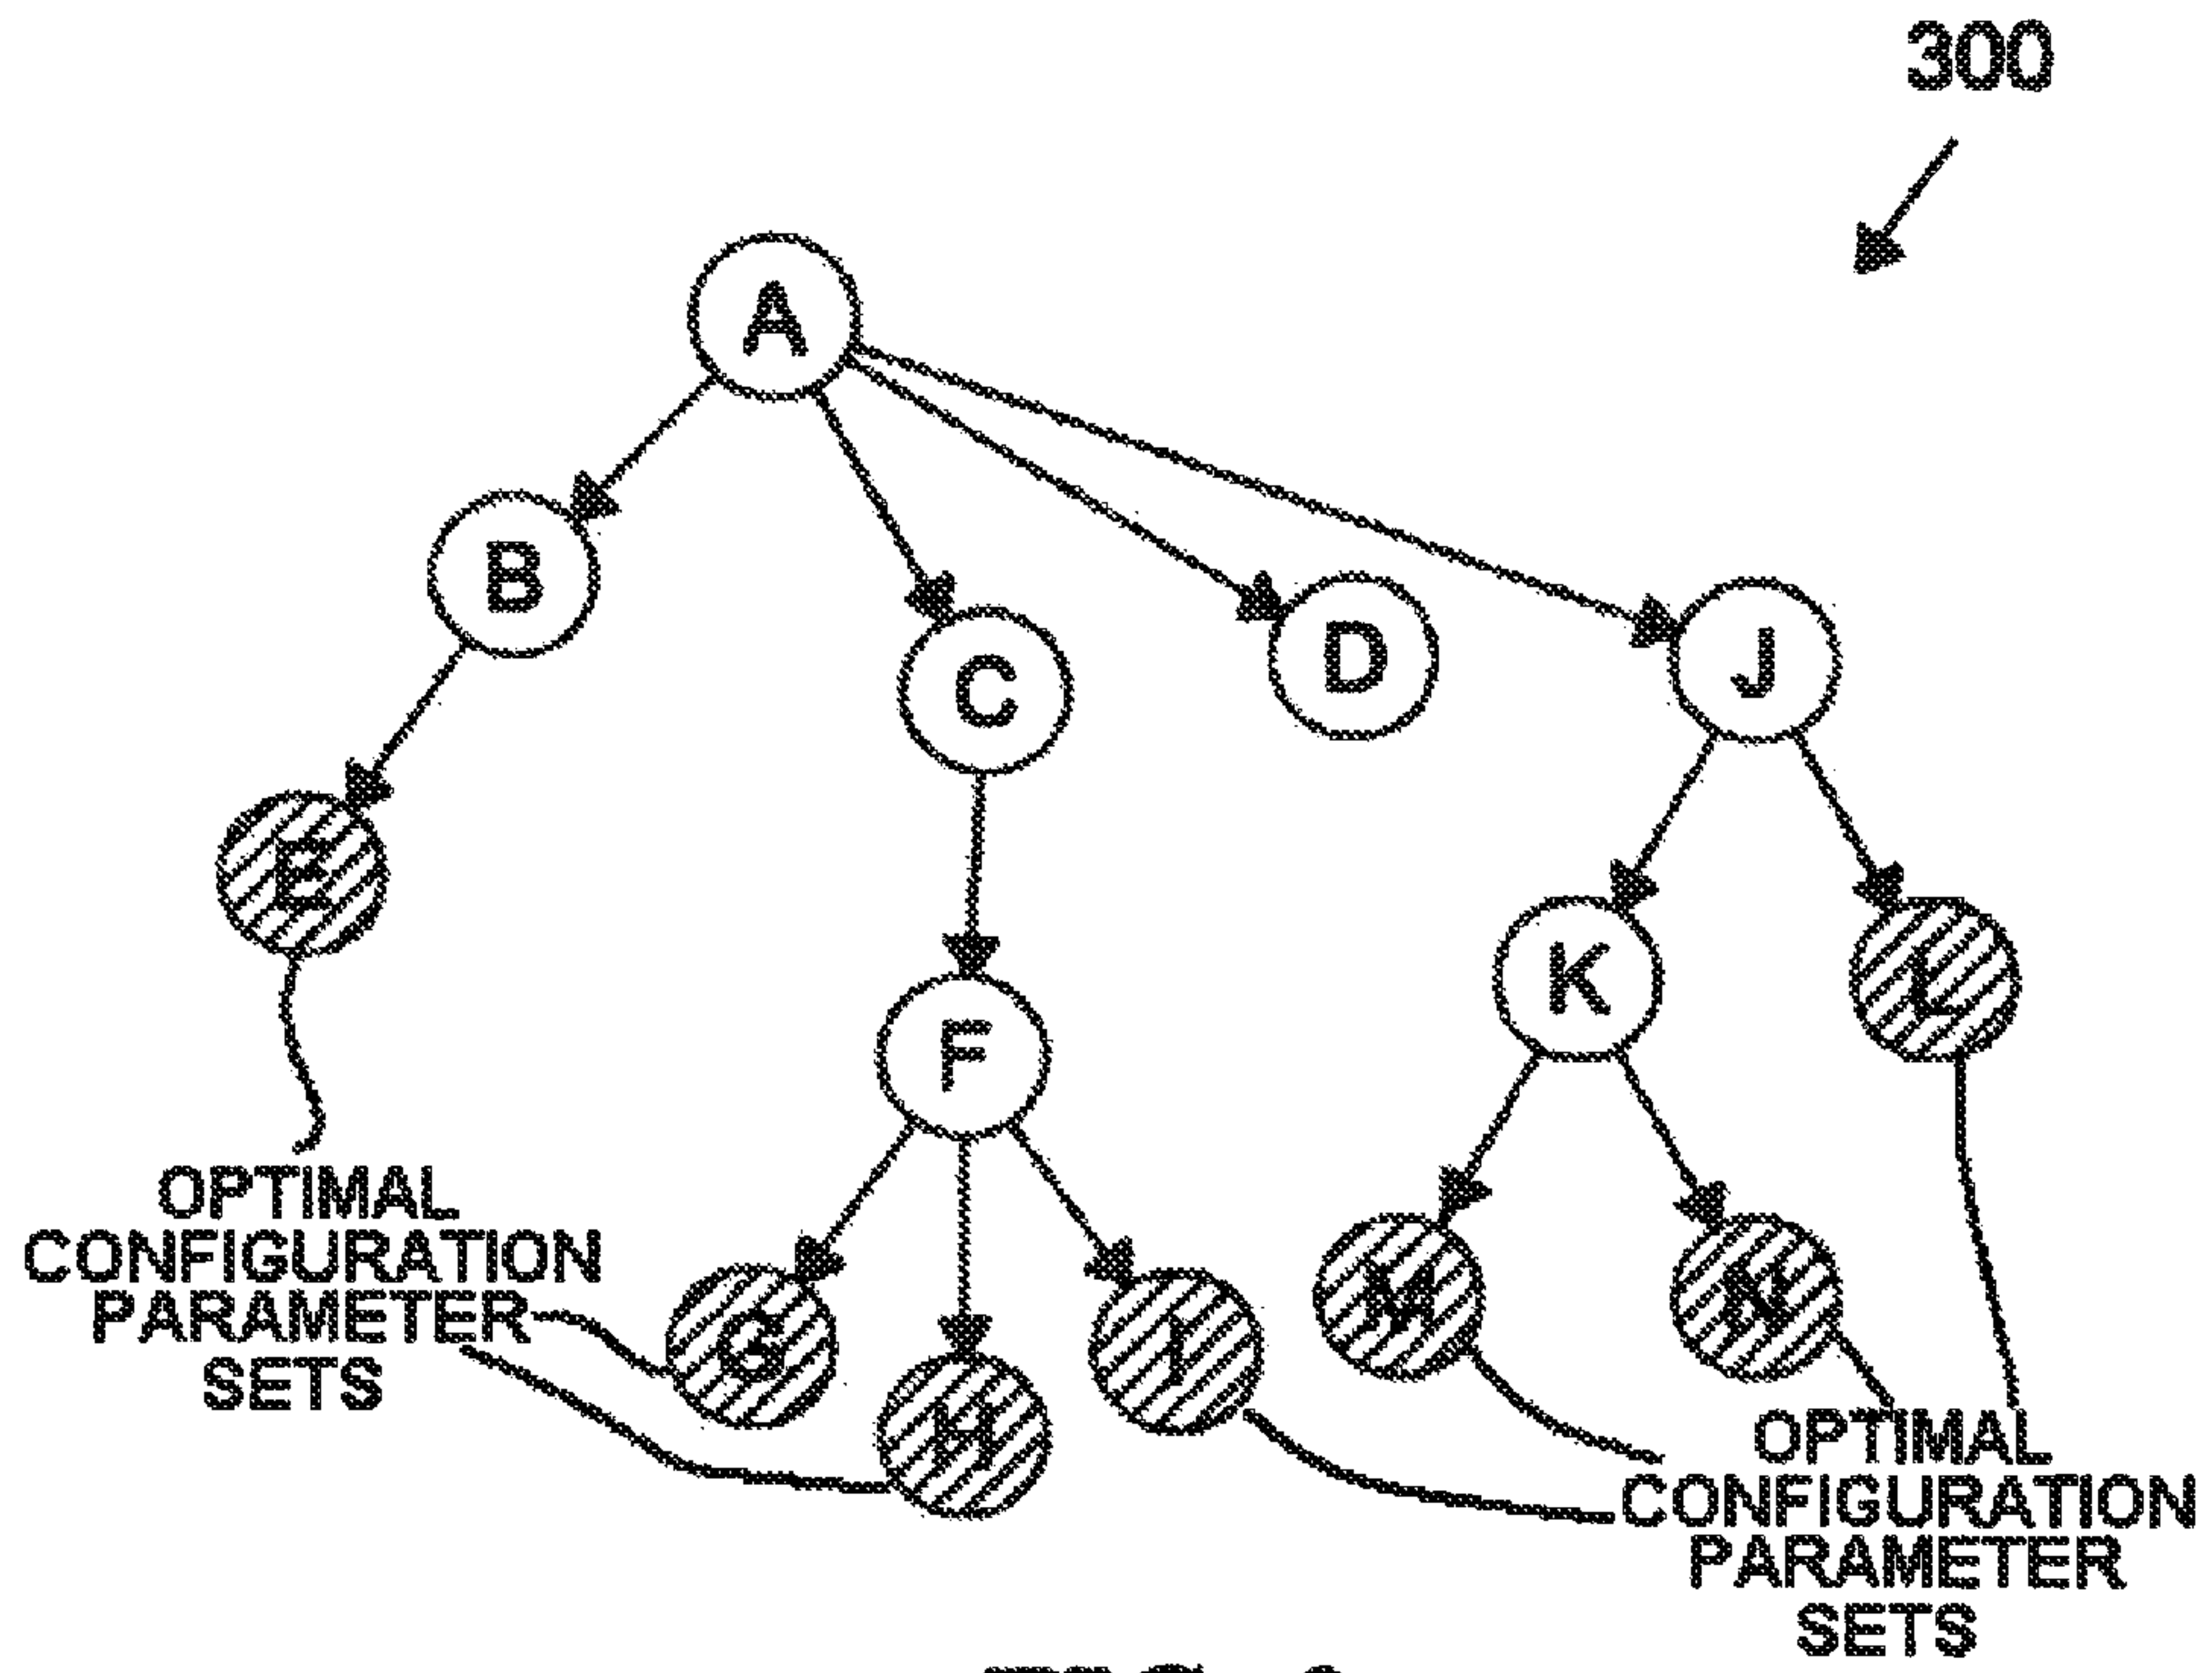 300
A
B
C
D
J
E
F
K
L
G
H
I
M
N
OPTIMAL
CONFIGURATION
PARAMETER
SETS
OPTIMAL
CONFIGURATION
PARAMETER
SETS